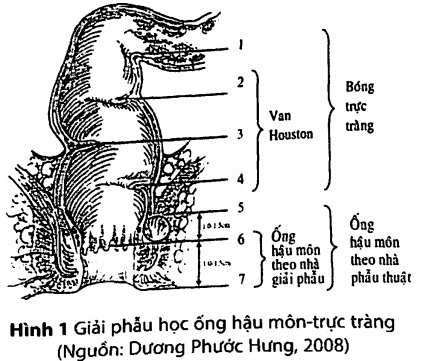 1
2
3
4
5
6
7
Van
Houston
Bóng
trực
tràng
Ống
hậu môn
theo nhà
giải phẫu
Ống
hậu môn
theo nhà
phẫu thuật
Hình 1 Giải phẫu học ống hậu môn-trực tràng
(Nguồn: Dương Phước Hưng, 2008)